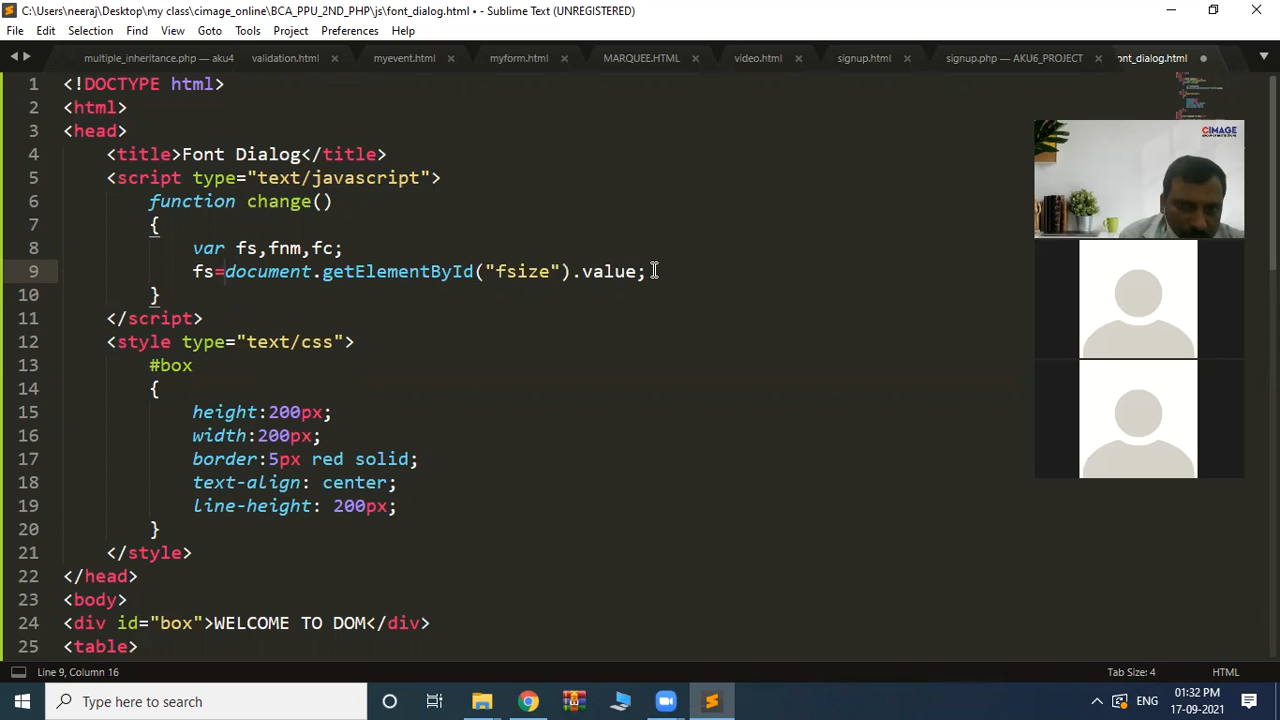 C:\Users\neeraj\Desktop\my class\cimage_online\BCA_PPU_2ND_PHP\js\font_dialog.html • - Sublime Text (UNREGISTERED)
File Edit Selection Find View Goto Tools Project Preferences Help
multiple_inheritance.php — aku4 validation.html myevent.html myform.html MARQUEE.HTML video.html signup.html signup.php — AKU6_PROJECT ont_dialog.html
1 <!DOCTYPE html>
2 <html>
3 <head>
4 <title>Font Dialog</title>
5 <script type="text/javascript">
6 function change()
7 {
8 var fs,fnm,fc;
9 fs=document.getElementById("fsize").value;
10 }
11 </script>
12 <style type="text/css">
13 #box
14 {
15 height:200px;
16 width:200px;
17 border:5px red solid;
18 text-align: center;
19 line-height: 200px;
20 }
21 </style>
22 </head>
23 <body>
24 <div id="box">WELCOME TO DOM</div>
25 <table>
CIMAGE
Line 9, Column 16 Tab Size: 4 HTML
Type here to search
ENG
01:32 PM
17-09-2021